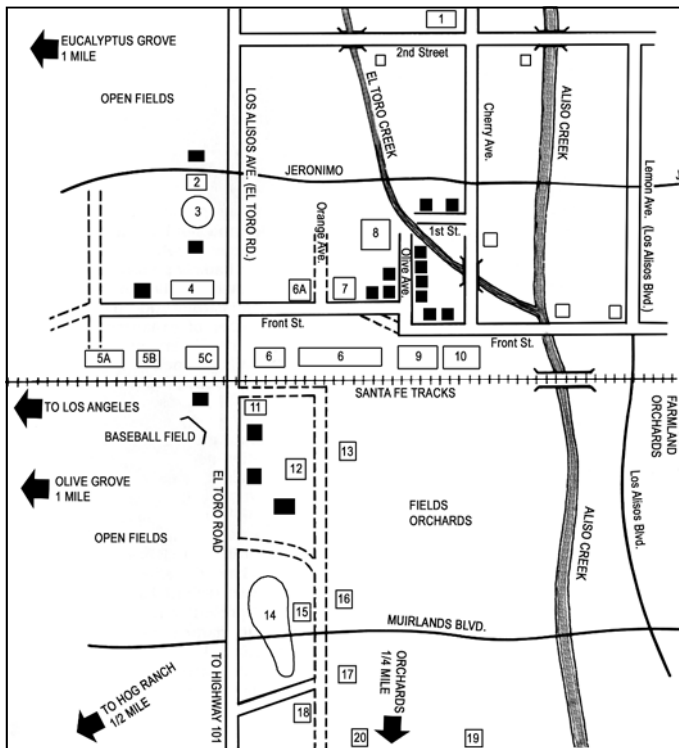 1
EUCALYPTUS GROVE
1 MILE
2nd Street
OPEN FIELDS
LOS ALISOS AVE. (EL TORO RD.)
EL TORO CREEK
Cherry Ave.
ALISO CREEK
Lemon Ave. (Los Alisos Blvd.)
JERONIMO
2
3
Orange Ave.
8
1st St.
Olive Ave.
4
6A
7
Front St.
Front St.
5A
5B
5C
6
6
9
10
SANTA FE TRACKS
TO LOS ANGELES
11
BASEBALL FIELD
FARMLAND
ORCHARDS
OLIVE GROVE
1 MILE
EL TORO ROAD
12
13
Los Alisos Blvd.
FIELDS
ORCHARDS
OPEN FIELDS
ALISO CREEK
14
15
16
MUIRLANDS BLVD.
TO HOG RANCH
1/2 MILE
TO HIGHWAY 101
17
ORCHARDS
1/4 MILE
18
20
19